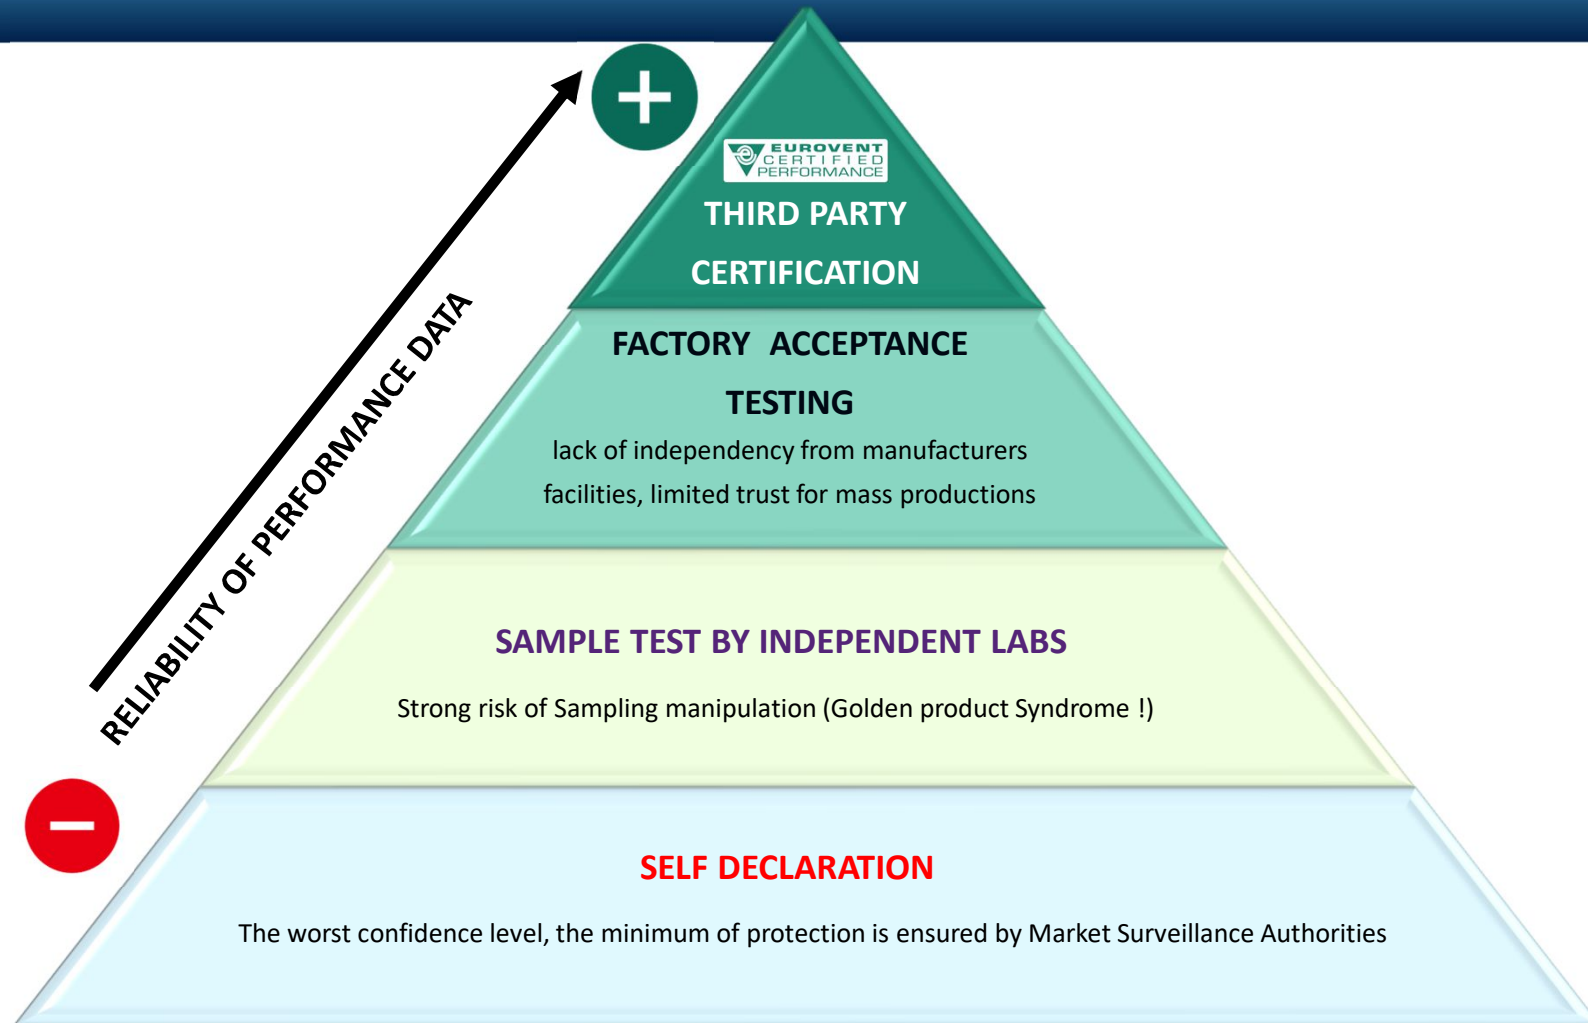 EUROVENT
CERTIFIED
PERFORMANCE
THIRD PARTY
CERTIFICATION
FACTORY ACCEPTANCE
TESTING
lack of independency from manufacturers
facilities, limited trust for mass productions
RELIABILITY OF PERFORMANCE DATA
SAMPLE TEST BY INDEPENDENT LABS
Strong risk of Sampling manipulation (Golden product Syndrome !)
SELF DECLARATION
The worst confidence level, the minimum of protection is ensured by Market Surveillance Authorities